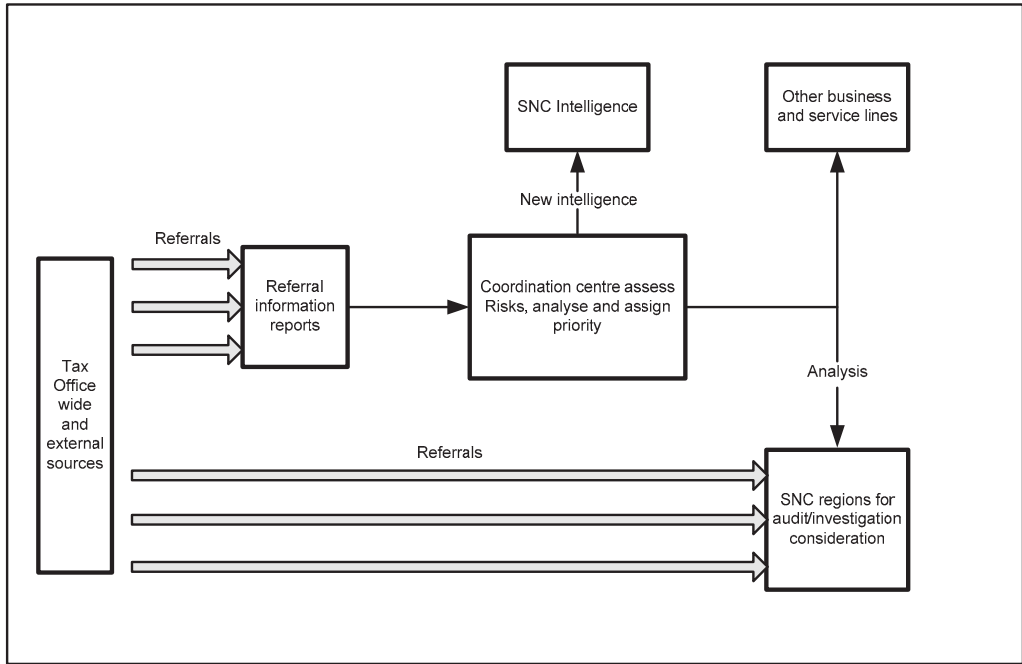 SNC Intelligence
Other business
and service lines
New intelligence
Referrals
Referral
information
reports
Coordination centre assess
Risks, analyse and assign
priority
Tax
Office
wide
and
external
sources
Analysis
Referrals
SNC regions for
audit/investigation
consideration